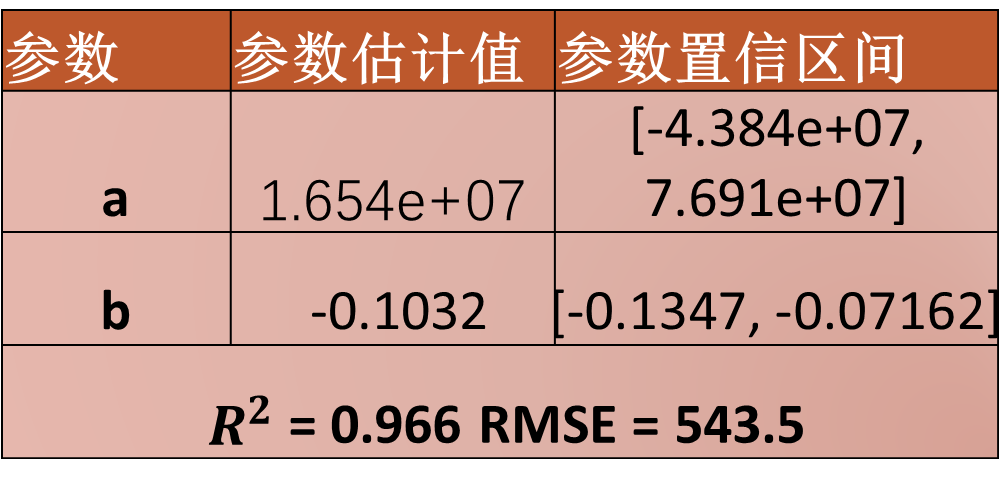 参数 参数估计值 参数置信区间
[-4.384e+07,
a 1.654e+07 7.691e+07]
b -0.1032 [-0.1347, -0.07162]
R² = 0.966 RMSE = 543.5